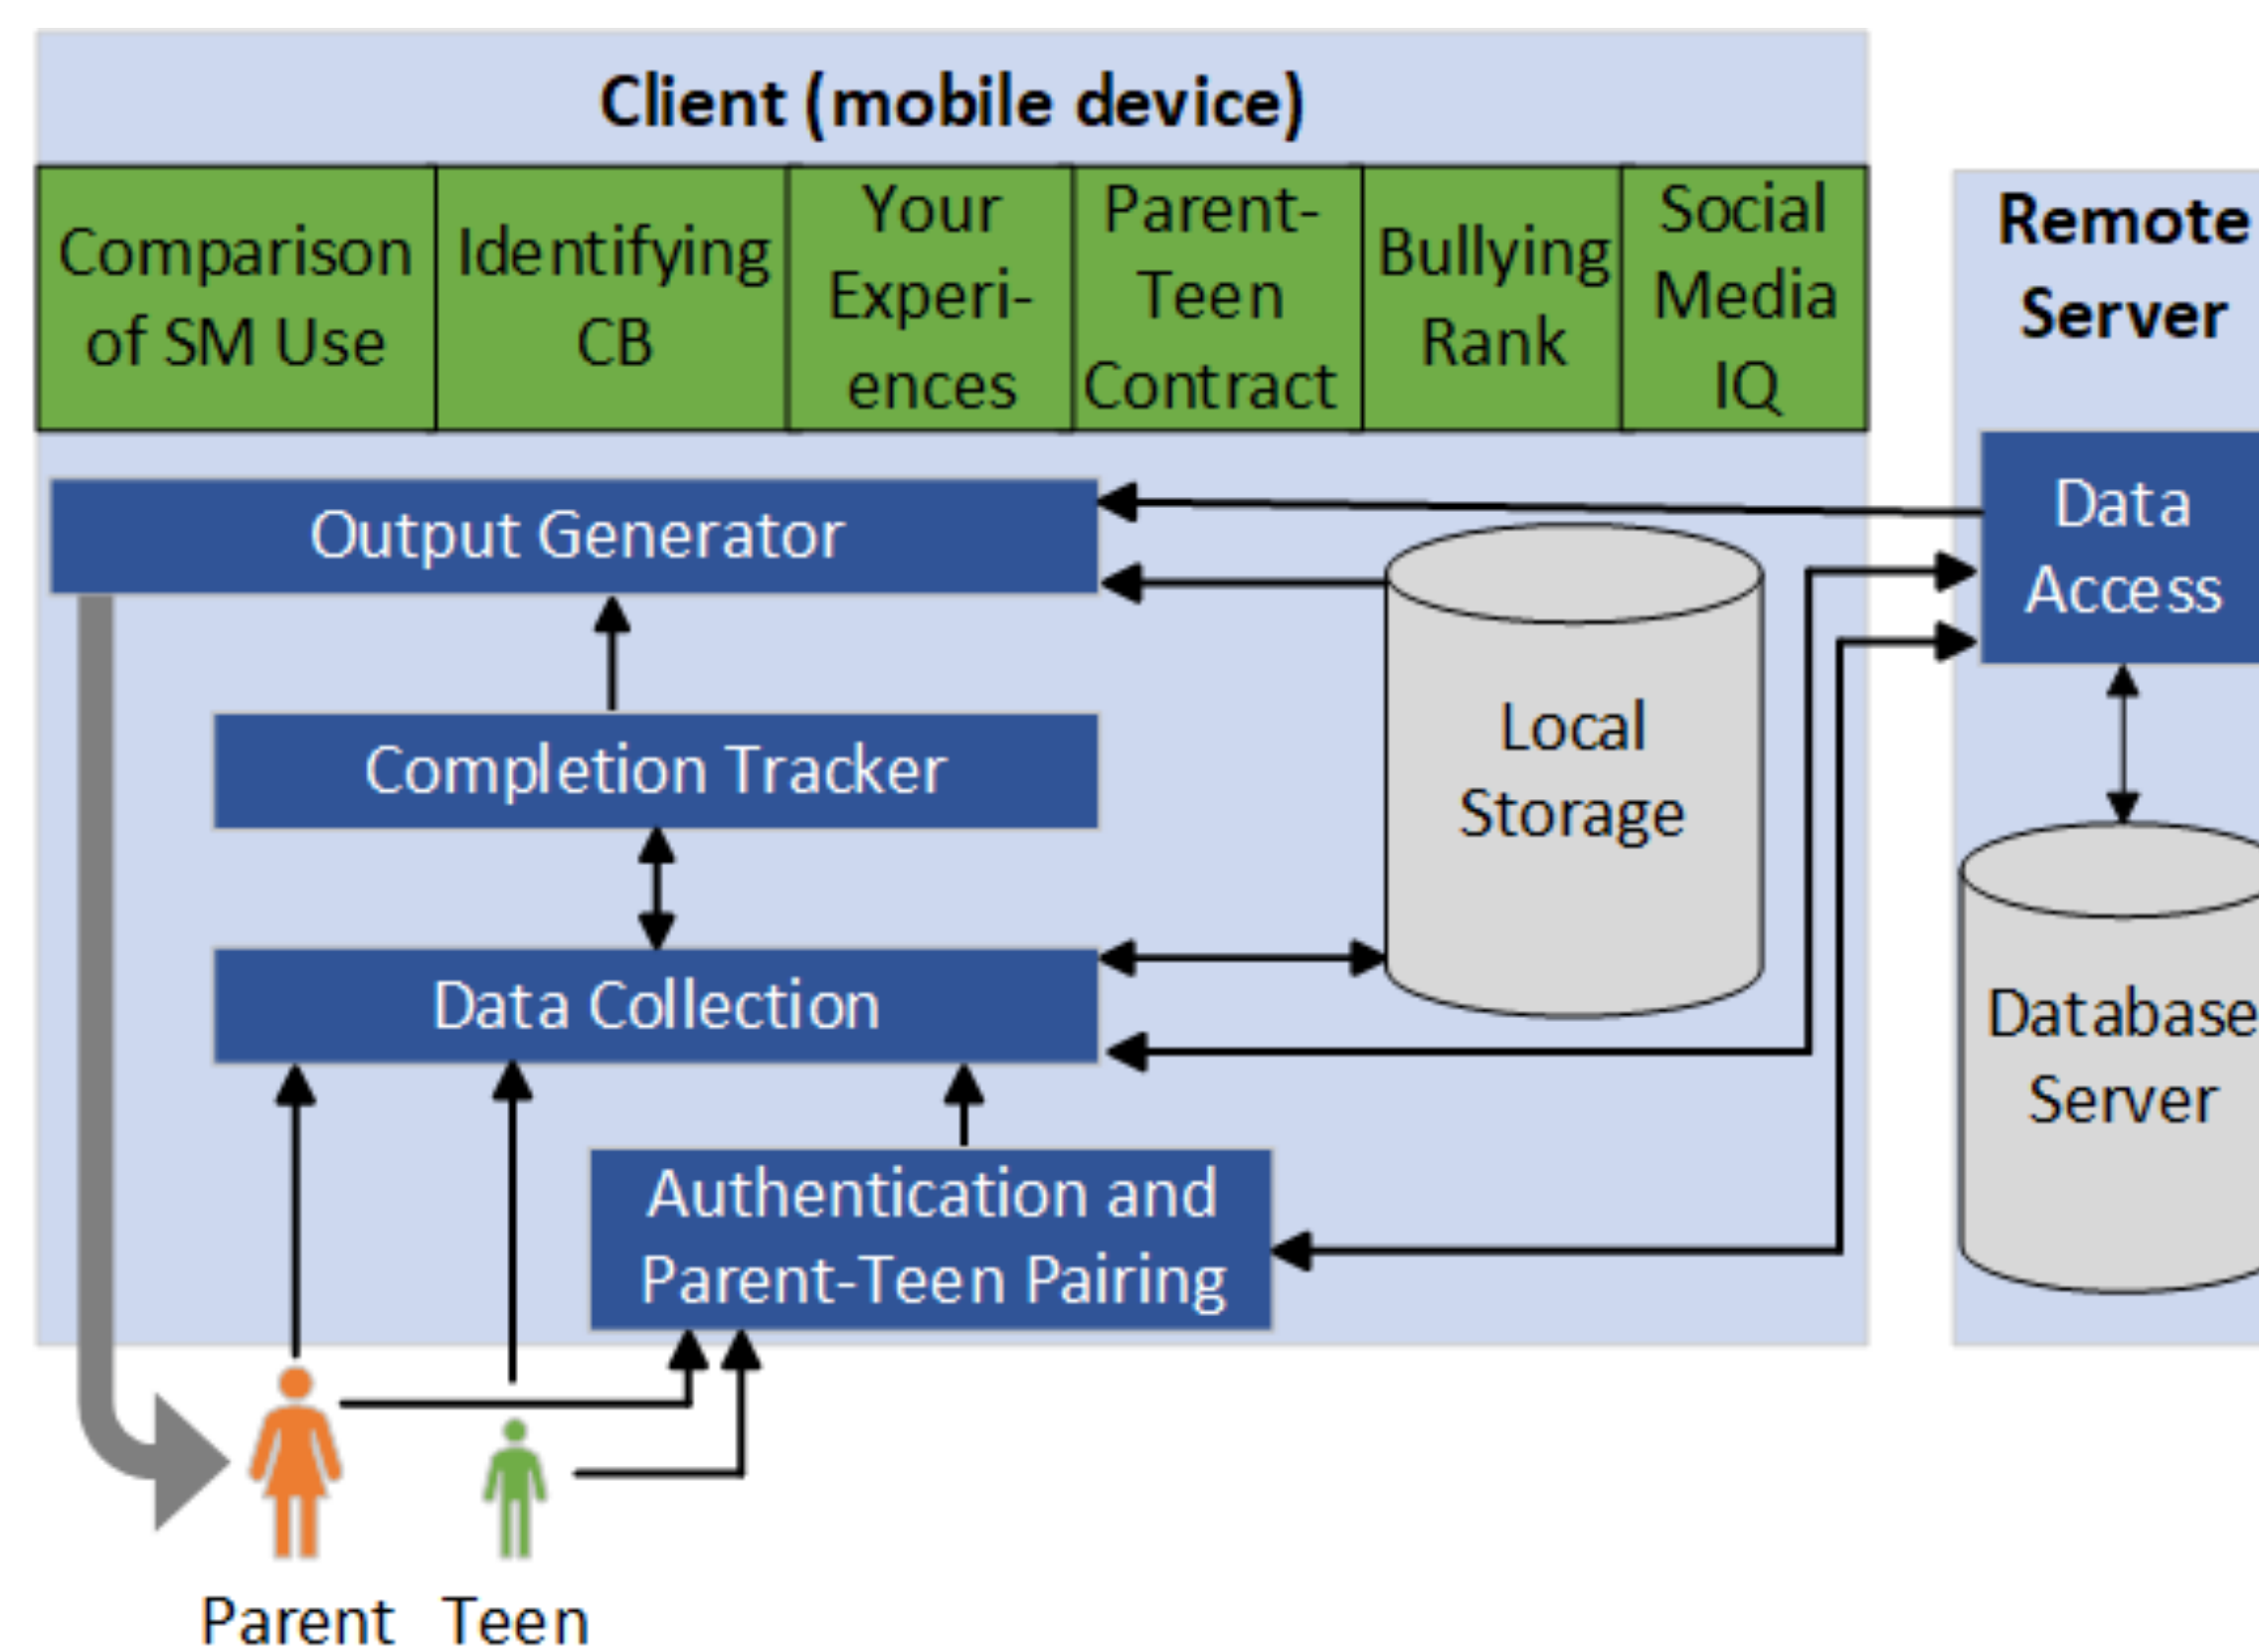 Client (mobile device)
Comparison
of SM Use
Identifying
CB
Your
Experi-
ences
Parent-
Teen
Contract
Bullying
Rank
Social
Media
IQ
Remote
Server
Output Generator
Data
Access
Completion Tracker
Local
Storage
Data Collection
Database
Server
Authentication and
Parent-Teen Pairing
Parent
Teen